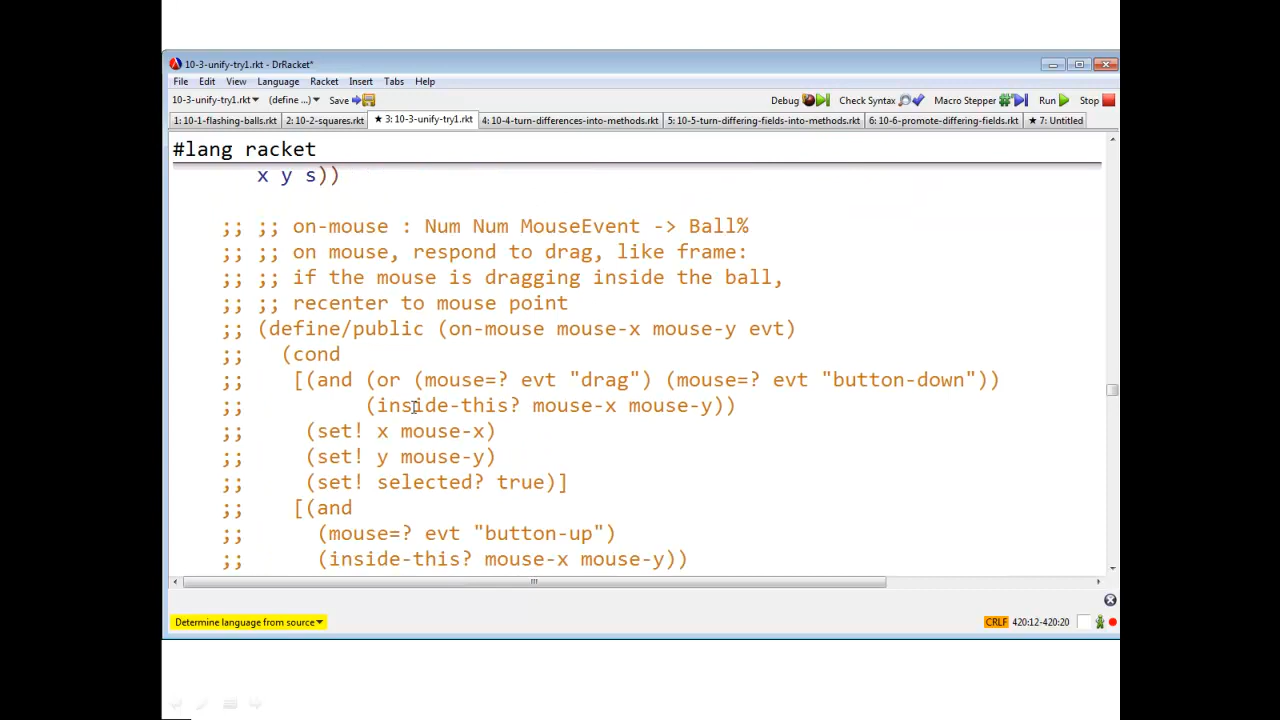 10-3-unify-try1.rkt - DrRacket*
File Edit View Language Racket Insert Tabs Help
10-3-unify-try1.rkt (define ...) Save Debug Check Syntax Macro Stepper Run Stop
1: 10-1-flashing-balls.rkt 2: 10-2-squares.rkt ★ 3: 10-3-unify-try1.rkt 4: 10-4-turn-differences-into-methods.rkt 5: 10-5-turn-differing-fields-into-methods.rkt 6: 10-6-promote-differing-fields.rkt ★ 7: Untitled
#lang racket
x y s))
;; ;; on-mouse : Num Num MouseEvent -> Ball%
;; ;; on mouse, respond to drag, like frame:
;; ;; if the mouse is dragging inside the ball,
;; ;; recenter to mouse point
;; (define/public (on-mouse mouse-x mouse-y evt)
;; (cond
;; [(and (or (mouse=? evt "drag") (mouse=? evt "button-down"))
;; (inside-this? mouse-x mouse-y))
;; (set! x mouse-x)
;; (set! y mouse-y)
;; (set! selected? true)]
;; [(and
;; (mouse=? evt "button-up")
;; (inside-this? mouse-x mouse-y))
Determine language from source CRLF 420:12-420:20